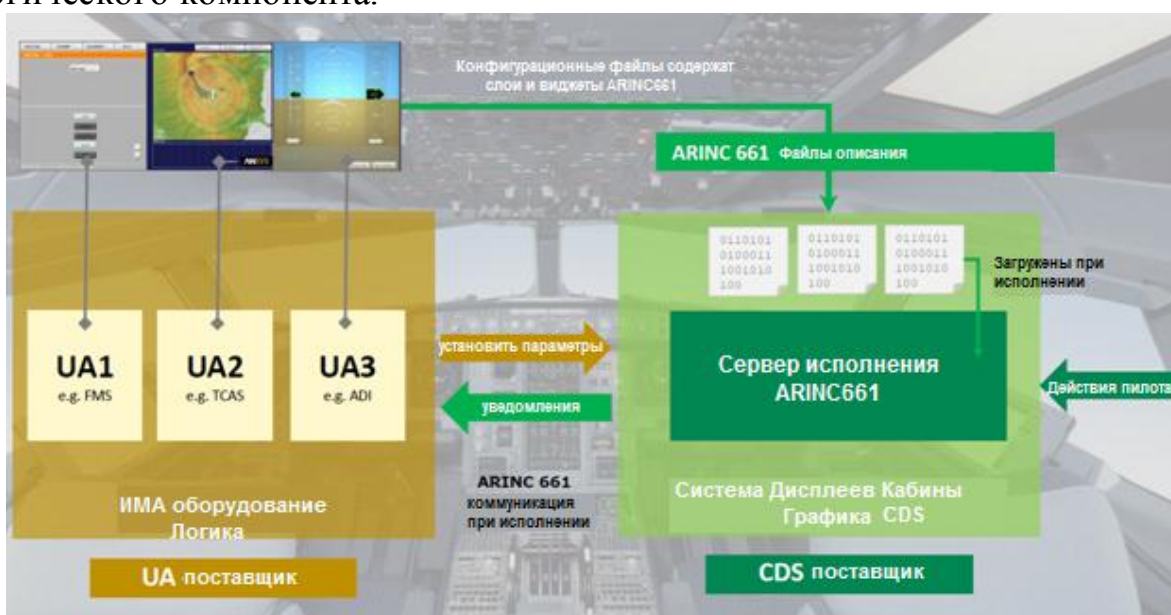 огического компонента.
Конфигурационные файлы содержат
слои и виджеты ARINC661
ARINC 661 Файлы описания
0110101
0100011
1001010
100
0110101
0100011
1001010
100
0110101
0100011
1001010
100
Загружены при
исполнении
UA1
e.g. FMS
UA2
e.g. TCAS
UA3
e.g. ADI
установить параметры
уведомления
Сервер исполнения
ARINC661
Действия пилота
ARINC 661
коммуникация
при исполнении
ИМА оборудование
Логика
Система Дисплеев Кабины
Графика CDS
UA поставщик
CDS поставщик